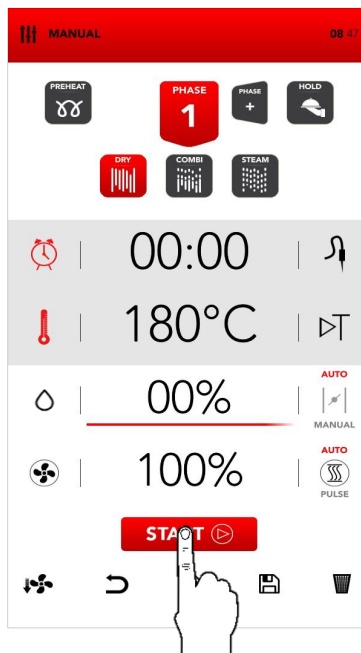 MANUAL
08:47
PREHEAT
PHASE
1
PHASE
+
HOLD
DRY
COMBI
STEAM
00:00
180°C
▷T
00%
AUTO
MANUAL
100%
AUTO
PULSE
START